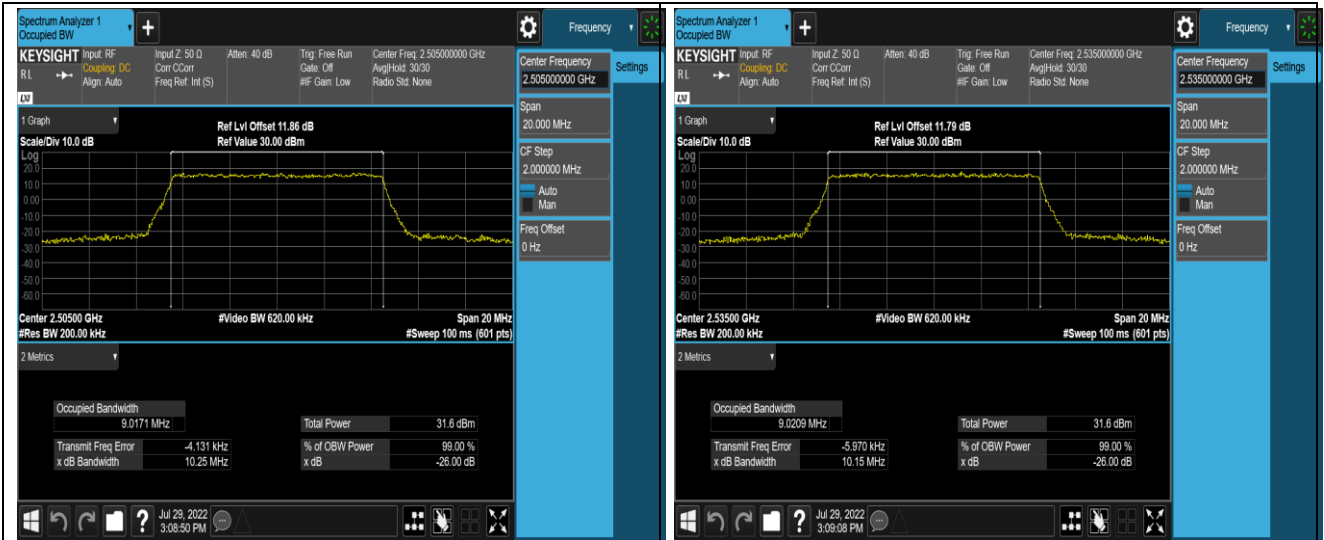 Spectrum Analyzer 1
Occupied BW
+
Frequency
KEYSIGHT
RL
LXI
Input: RF
Coupling: DC
Align: Auto
Input Z: 50 Ω
Corr CCorr
Freq Ref: Int (S)
Atten: 40 dB
Trig: Free Run
Gate: Off
#IF Gain: Low
Center Freq: 2.505000000 GHz
Avg|Hold: 30/30
Radio Std: None
Center Frequency
2.505000000 GHz
Settings
Span
20.000 MHz
CF Step
2.000000 MHz
Auto
Man
Freq Offset
0 Hz
1 Graph
Scale/Div 10.0 dB
Ref Lvl Offset 11.86 dB
Ref Value 30.00 dBm
Log
20.0
10.0
0.00
-10.0
-20.0
-30.0
-40.0
-50.0
-60.0
Center 2.50500 GHz
#Video BW 620.00 kHz
Span 20 MHz
#Res BW 200.00 kHz
#Sweep 100 ms (601 pts)
2 Metrics
Occupied Bandwidth
9.0171 MHz
Total Power 31.6 dBm
Transmit Freq Error -4.131 kHz
% of OBW Power 99.00 %
x dB Bandwidth 10.25 MHz
x dB -26.00 dB
?
Jul 29, 2022
3:08:50 PM
Spectrum Analyzer 1
Occupied BW
+
Frequency
KEYSIGHT
RL
LXI
Input: RF
Coupling: DC
Align: Auto
Input Z: 50 Ω
Corr CCorr
Freq Ref: Int (S)
Atten: 40 dB
Trig: Free Run
Gate: Off
#IF Gain: Low
Center Freq: 2.535000000 GHz
Avg|Hold: 30/30
Radio Std: None
Center Frequency
2.535000000 GHz
Settings
Span
20.000 MHz
CF Step
2.000000 MHz
Auto
Man
Freq Offset
0 Hz
1 Graph
Scale/Div 10.0 dB
Ref Lvl Offset 11.79 dB
Ref Value 30.00 dBm
Log
20.0
10.0
0.00
-10.0
-20.0
-30.0
-40.0
-50.0
-60.0
Center 2.53500 GHz
#Video BW 620.00 kHz
Span 20 MHz
#Res BW 200.00 kHz
#Sweep 100 ms (601 pts)
2 Metrics
Occupied Bandwidth
9.0209 MHz
Total Power 31.6 dBm
Transmit Freq Error -5.970 kHz
% of OBW Power 99.00 %
x dB Bandwidth 10.15 MHz
x dB -26.00 dB
?
Jul 29, 2022
3:09:08 PM